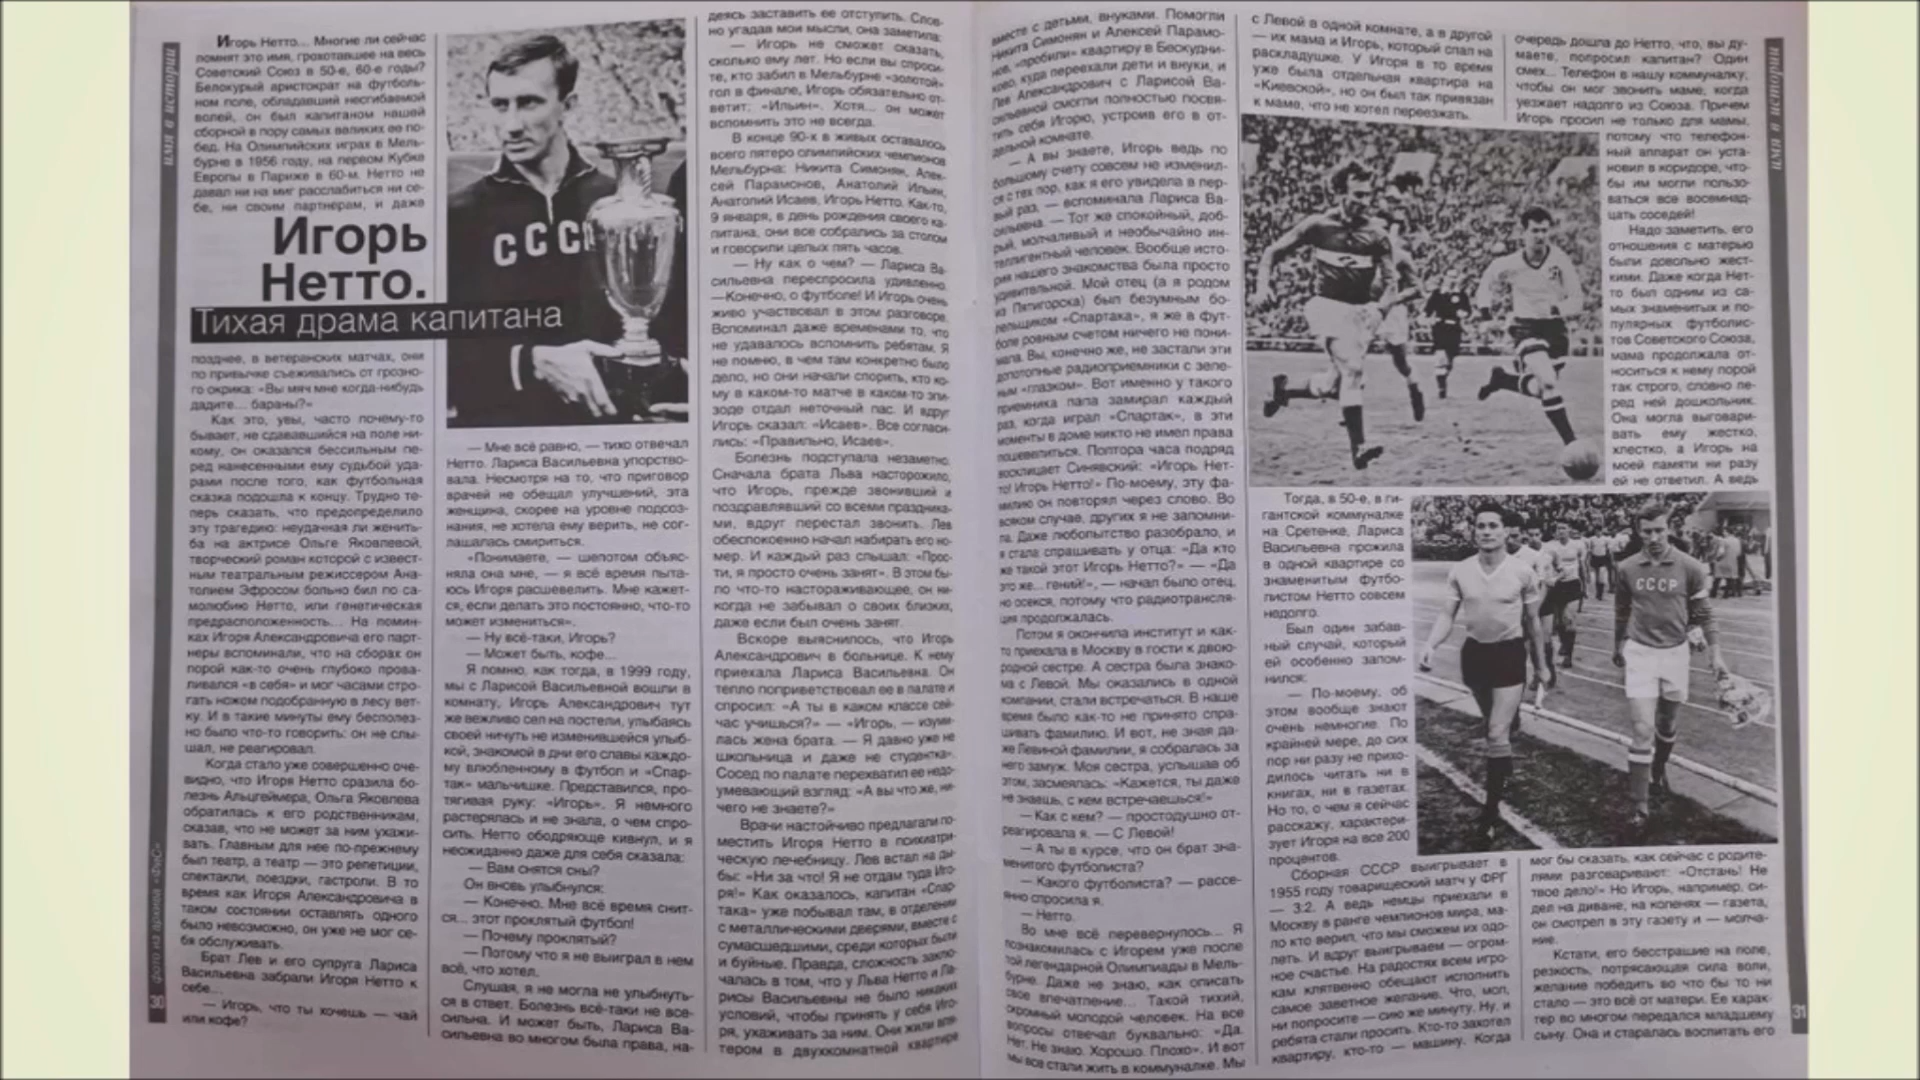 имя в истории
Игорь Нетто... Многие ли сейчас
помнят это имя, грохотавшее на весь
Советский Союз в 50-е, 60-е годы?
Белокурый аристократ на футболь-
ном поле, обладавший несгибаемой
волей, он был капитаном нашей
сборной в пору самых великих ее по-
бед. На Олимпийских играх в Мель-
бурне в 1956 году, на первом Кубке
Европы в Париже в 60-м. Нетто не
давал ни на миг расслабиться ни се-
бе, ни своим партнерам, и даже
Игорь
Нетто.
Тихая драма капитана
позднее, в ветеранских матчах, они
по привычке съеживались от грозно-
го окрика: «Вы мяч мне когда-нибудь
дадите... бараны?»
Как это, увы, часто почему-то
бывает, не сдававшийся на поле ни-
кому, он оказался бессильным пе-
ред нанесенными ему судьбой уда-
рами после того, как футбольная
сказка подошла к концу. Трудно те-
перь сказать, что предопределило
эту трагедию: неудачная ли женить-
ба на актрисе Ольге Яковлевой,
творческий роман которой с извест-
ным театральным режиссером Ана-
толием Эфросом больно бил по са-
молюбию Нетто, или генетическая
предрасположенность... На помин-
ках Игоря Александровича его парт-
неры вспоминали, что на сборах он
порой как-то очень глубоко прова-
ливался «в себя» и мог часами стро-
гать ножом подобранную в лесу вет-
ку. И в такие минуты ему бесполез-
но было что-то говорить: он не слы-
шал, не реагировал.
Когда стало уже совершенно оче-
видно, что Игоря Нетто сразила бо-
лезнь Альцгеймера, Ольга Яковлева
обратилась к его родственникам,
сказав, что не может за ним ухажи-
вать. Главным для нее по-прежнему
был театр, а театр — это репетиции,
спектакли, поездки, гастроли. В то
время как Игоря Александровича в
таком состоянии оставлять одного
было невозможно, он уже не мог се-
бя обслуживать.
Брат Лев и его супруга Лариса
Васильевна забрали Игоря Нетто к
себе...
— Игорь, что ты хочешь — чай
или кофе?
фото из архива «ФиС»
30
СССР
— Мне всё равно, — тихо отвечал
Нетто. Лариса Васильевна упорство-
вала. Несмотря на то, что приговор
врачей не обещал улучшений, эта
женщина, скорее на уровне подсоз-
нания, не хотела ему верить, не сог-
лашалась смириться.
«Понимаете, — шепотом объяс-
няла она мне, — я всё время пыта-
юсь Игоря расшевелить. Мне кажет-
ся, если делать это постоянно, что-то
может измениться».
— Ну всё-таки, Игорь?
— Может быть, кофе...
Я помню, как тогда, в 1999 году,
мы с Ларисой Васильевной вошли в
комнату, Игорь Александрович тут
же вежливо сел на постели, улыбаясь
своей ничуть не изменившейся улыб-
кой, знакомой в дни его славы каждо-
му влюбленному в футбол и «Спар-
так» мальчишке. Представился, про-
тягивая руку: «Игорь». Я немного
растерялась и не знала, о чем спро-
сить. Нетто ободряюще кивнул, и я
неожиданно даже для себя сказала:
— Вам снятся сны?
Он вновь улыбнулся:
— Конечно. Мне всё время снит-
ся... этот проклятый футбол!
— Почему проклятый?
— Потому что я не выиграл в нем
всё, что хотел.
Слушая, я не могла не улыбнуть-
ся в ответ. Болезнь всё-таки не все-
сильна. И может быть, Лариса Ва-
сильевна во многом была права, на-
деясь заставить ее отступить. Слов-
но угадав мои мысли, она заметила:
— Игорь не сможет сказать,
сколько ему лет. Но если вы спроси-
те, кто забил в Мельбурне «золотой»
гол в финале, Игорь обязательно от-
ветит: «Ильин». Хотя... он может
вспомнить это не всегда.
В конце 90-х в живых оставалось
всего пятеро олимпийских чемпионов
Мельбурна: Никита Симонян, Алек-
сей Парамонов, Анатолий Ильин,
Анатолий Исаев, Игорь Нетто. Как-то,
9 января, в день рождения своего ка-
питана, они все собрались за столом
и говорили целых пять часов.
— Ну как о чем? — Лариса Ва-
сильевна переспросила удивленно.
—Конечно, о футболе! И Игорь очень
живо участвовал в этом разговоре.
Вспоминал даже временами то, что
не удавалось вспомнить ребятам. Я
не помню, в чем там конкретно было
дело, но они начали спорить, кто ко-
му в каком-то матче в каком-то эпи-
зоде отдал неточный пас. И вдруг
Игорь сказал: «Исаев». Все согласи-
лись: «Правильно, Исаев».
Болезнь подступала незаметно.
Сначала брата Льва насторожило,
что Игорь, прежде звонивший и
поздравлявший со всеми праздника-
ми, вдруг перестал звонить. Лев
обеспокоенно начал набирать его но-
мер. И каждый раз слышал: «Прос-
ти, я просто очень занят». В этом бы-
ло что-то настораживающее, он ни-
когда не забывал о своих близких,
даже если был очень занят.
Вскоре выяснилось, что Игорь
Александрович в больнице. К нему
приехала Лариса Васильевна. Он
тепло поприветствовал ее в палате и
спросил: «А ты в каком классе сей-
час учишься?» — «Игорь, — изуми-
лась жена брата. — Я давно уже не
школьница и даже не студентка».
Сосед по палате перехватил ее недо-
умевающий взгляд: «А вы что же, ни-
чего не знаете?»
Врачи настойчиво предлагали по-
местить Игоря Нетто в психиатри-
ческую лечебницу. Лев встал на ды-
бы: «Ни за что! Я не отдам туда Иго-
ря!» Как оказалось, капитан «Спар-
така» уже побывал там, в отделении
с металлическими дверями, вместе с
сумасшедшими, среди которых были
и буйные. Правда, сложность заклю-
чалась в том, что у Льва Нетто и Ла-
рисы Васильевны не было никаких
условий, чтобы принять у себя Иго-
ря, ухаживать за ним. Они жили впя-
тером в двухкомнатной квартире
вместе с детьми, внуками. Помогли
Никита Симонян и Алексей Парамо-
нов, «пробили» квартиру в Бескудни-
ково, куда переехали дети и внуки, и
Лев Александрович с Ларисой Ва-
сильевной смогли полностью посвя-
тить себя Игорю, устроив его в от-
дельной комнате.
— А вы знаете, Игорь ведь по
большому счету совсем не изменил-
ся с тех пор, как я его увидела в пер-
вый раз, — вспоминала Лариса Ва-
сильевна. — Тот же спокойный, доб-
рый, молчаливый и необычайно ин-
теллигентный человек. Вообще исто-
рия нашего знакомства была просто
удивительной. Мой отец (а я родом
из Пятигорска) был безумным бо-
лельщиком «Спартака», я же в фут-
боле ровным счетом ничего не пони-
мала. Вы, конечно же, не застали эти
допотопные радиоприемники с зеле-
ным «глазком». Вот именно у такого
приемника папа замирал каждый
раз, когда играл «Спартак», в эти
моменты в доме никто не имел права
пошевелиться. Полтора часа подряд
восклицает Синявский: «Игорь Нет-
то! Игорь Нетто!» По-моему, эту фа-
милию он повторял через слово. Во
всяком случае, других я не запомни-
ла. Даже любопытство разобрало, и
я стала спрашивать у отца: «Да кто
же такой этот Игорь Нетто?» — «Да
это же... гений!», — начал было отец,
но осекся, потому что радиотрансля-
ция продолжалась.
Потом я окончила институт и как-
то приехала в Москву в гости к двою-
родной сестре. А сестра была знако-
ма с Левой. Мы оказались в одной
компании, стали встречаться. В наше
время было как-то не принято спра-
шивать фамилию. И вот, не зная да-
же Левиной фамилии, я собралась за
него замуж. Моя сестра, услышав об
этом, засмеялась: «Кажется, ты даже
не знаешь, с кем встречаешься!»
— Как с кем? — простодушно от-
реагировала я. — С Левой!
— А ты в курсе, что он брат зна-
менитого футболиста?
— Какого футболиста? — рассе-
янно спросила я.
— Нетто.
Во мне всё перевернулось... Я
познакомилась с Игорем уже после
той легендарной Олимпиады в Мель-
бурне. Даже не знаю, как описать
свое впечатление... Такой тихий,
скромный молодой человек. На все
вопросы отвечал буквально: «Да.
Нет. Не знаю. Хорошо. Плохо». И вот
мы все стали жить в коммуналке. Мы
с Левой в одной комнате, а в другой
— их мама и Игорь, который спал на
раскладушке. У Игоря в то время
уже была отдельная квартира на
«Киевской», но он был так привязан
к маме, что не хотел переезжать.
Тогда, в 50-е, в ги-
гантской коммуналке
на Сретенке, Лариса
Васильевна прожила
в одной квартире со
знаменитым футбо-
листом Нетто совсем
недолго.
Был один забав-
ный случай, который
ей особенно запом-
нился:
— По-моему, об
этом вообще знают
очень немногие. По
крайней мере, до сих
пор ни разу не прихо-
дилось читать ни в
книгах, ни в газетах.
Но то, о чем я сейчас
расскажу, характери-
зует Игоря на все 200
процентов.
Сборная СССР выигрывает в
1955 году товарищеский матч у ФРГ
— 3:2. А ведь немцы приехали в
Москву в ранге чемпионов мира, ма-
ло кто верил, что мы сможем их одо-
леть. И вдруг выигрываем — огром-
ное счастье. На радостях всем игро-
кам клятвенно обещают исполнить
самое заветное желание. Что, мол,
ни попросите — сию же минуту. Ну, и
ребята стали просить. Кто-то захотел
квартиру, кто-то — машину. Когда
очередь дошла до Нетто, что, вы ду-
маете, попросил капитан? Один
смех... Телефон в нашу коммуналку,
чтобы он мог звонить маме, когда
уезжает надолго из Союза. Причем
Игорь просил не только для мамы,
потому что телефон-
ный аппарат он уста-
новил в коридоре, что-
бы им могли пользо-
ваться все восемнад-
цать соседей!
Надо заметить, его
отношения с матерью
были довольно жест-
кими. Даже когда Нет-
то был одним из са-
мых знаменитых и по-
пулярных футболис-
тов Советского Союза,
мама продолжала от-
носиться к нему порой
так строго, словно пе-
ред ней дошкольник.
Она могла выговари-
вать ему жестко,
хлестко, а Игорь на
моей памяти ни разу
ей не ответил. А ведь
СССР
мог бы сказать, как сейчас с родите-
лями разговаривают: «Отстань! Не
твое дело!» Но Игорь, например, си-
дел на диване, на коленях — газета,
он смотрел в эту газету и — молча-
ние.
Кстати, его бесстрашие на поле,
резкость, потрясающая сила воли,
желание победить во что бы то ни
стало — это всё от матери. Ее харак-
тер во многом передался младшему
сыну. Она и старалась воспитать его
имя в истории
31